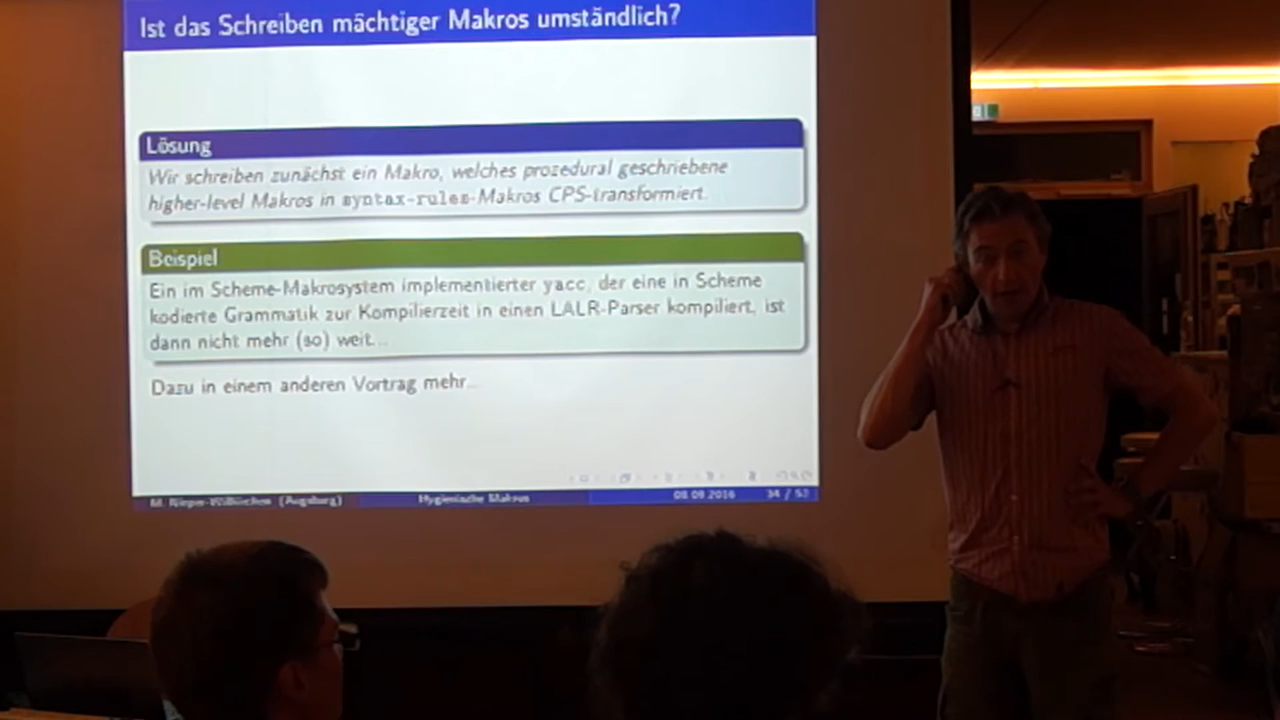 Ist das Schreiben mächtiger Makros umständlich?
Lösung
Wir schreiben zunächst ein Makro, welches prozedural geschriebene
higher-level Makros in syntax-rules-Makros CPS-transformiert.
Beispiel
Ein im Scheme-Makrosystem implementierter yacc, der eine in Scheme
kodierte Grammatik zur Kompilierzeit in einen LALR-Parser kompiliert, ist
dann nicht mehr (so) weit...
Dazu in einem anderen Vortrag mehr...
M. (Augsburg) Hygienische Makros 08.09.2016 34 / 53